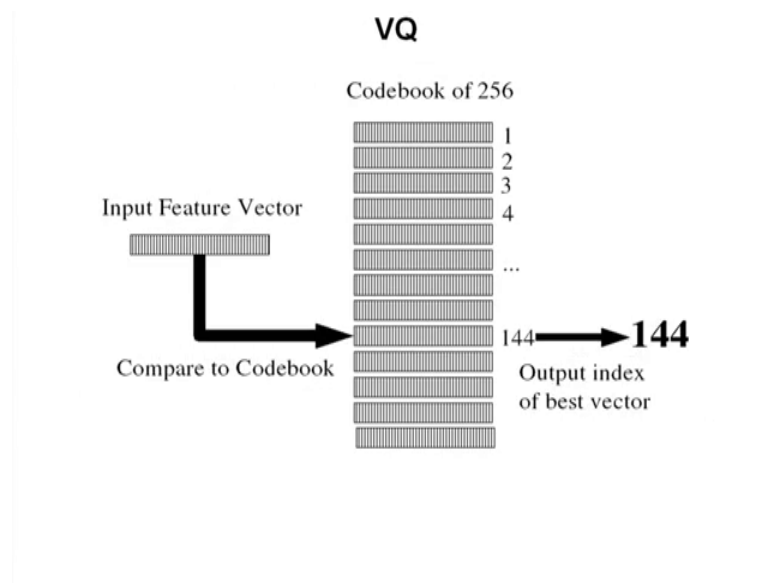 VQ
Codebook of 256
1
2
3
Input Feature Vector
4
...
144
144
Compare to Codebook
Output index
of best vector